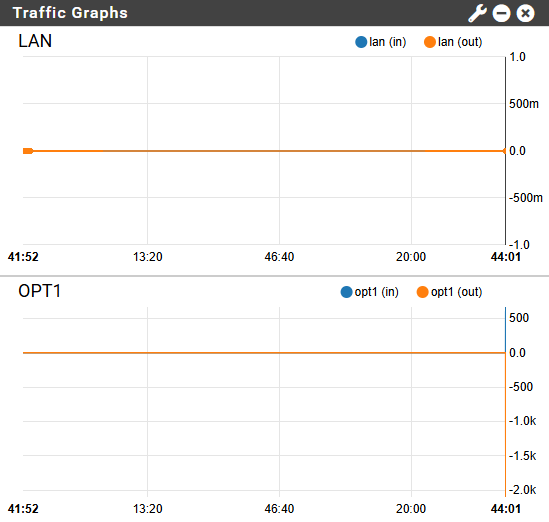 Traffic Graphs
LAN
lan (in) lan (out)
1.0
500m
0.0
-500m
-1.0
41:52 13:20 46:40 20:00 44:01
OPT1
opt1 (in) opt1 (out)
500
0.0
-500
-1.0k
-1.5k
-2.0k
41:52 13:20 46:40 20:00 44:01